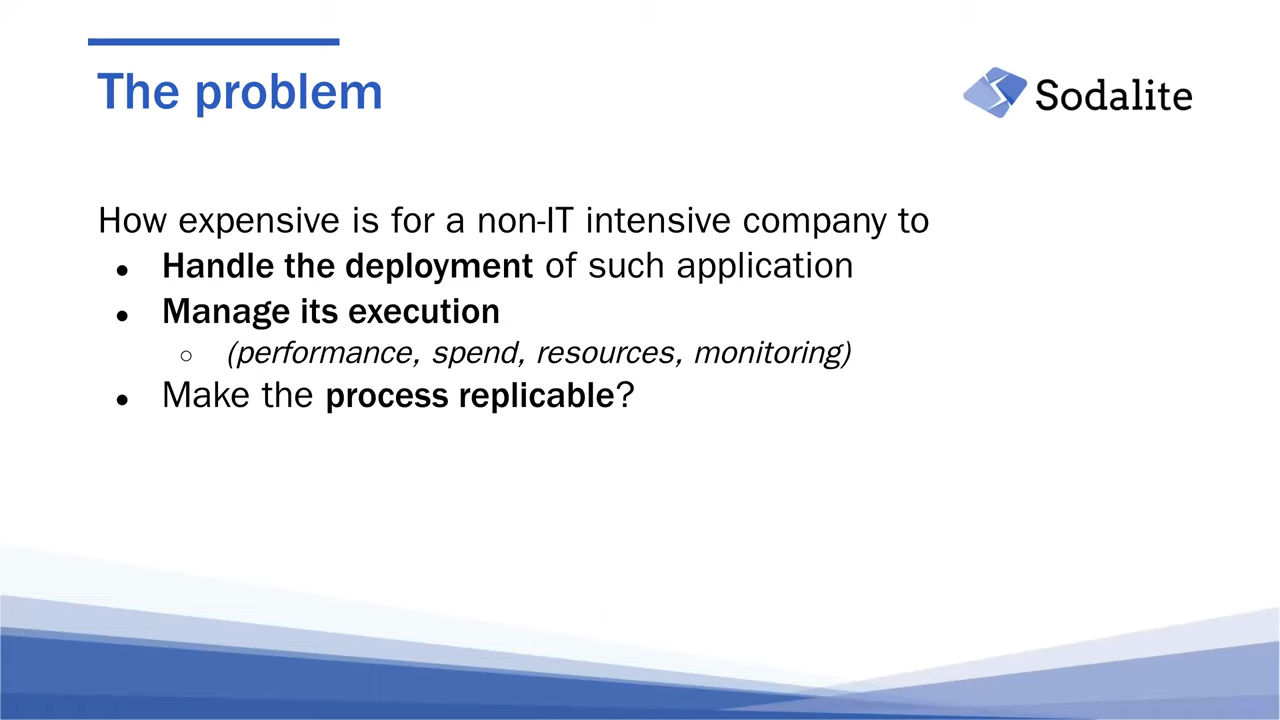 The problem
Sodalite
How expensive is for a non-IT intensive company to
● Handle the deployment of such application
● Manage its execution
○ (performance, spend, resources, monitoring)
● Make the process replicable?